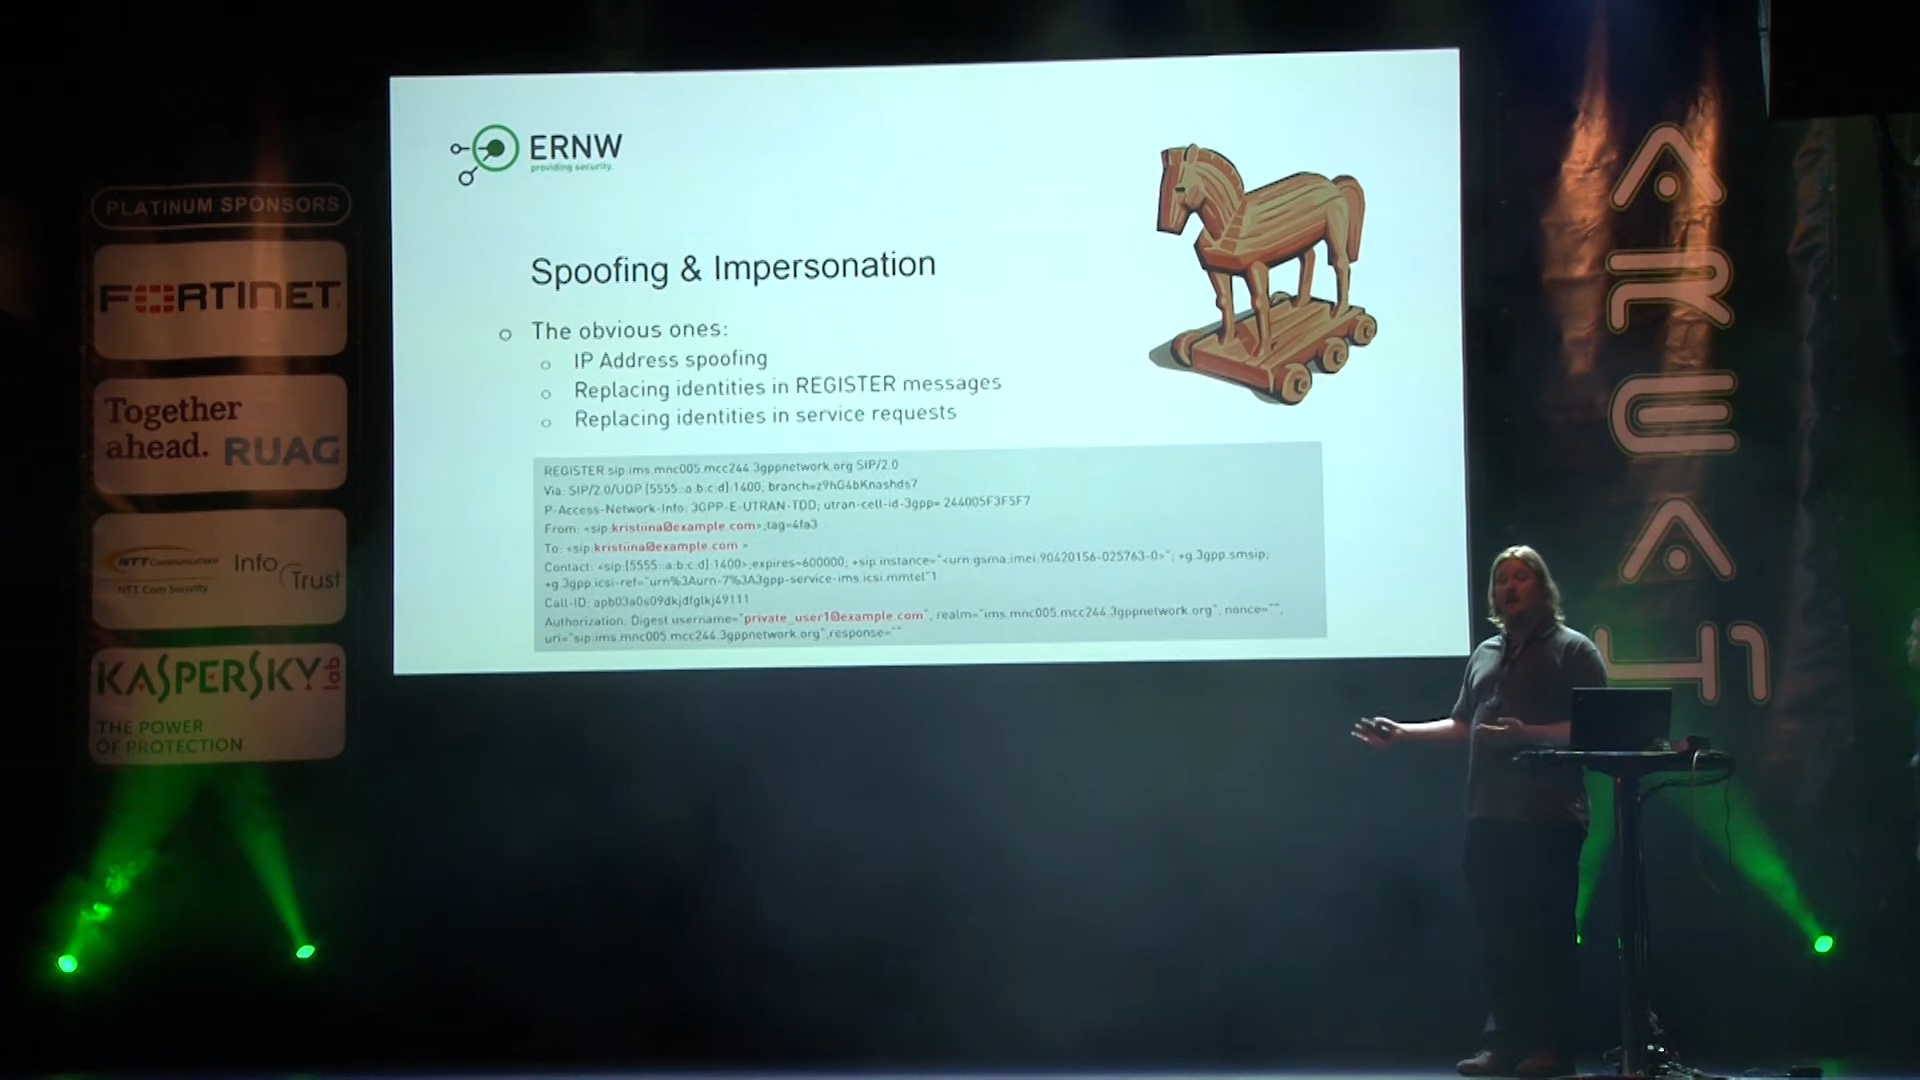 PLATINUM SPONSORS
FORTINET
Together
ahead. RUAG
NTT Communications
NTT Com Security
Info
Trust
KASPERSKY lab
THE POWER
OF PROTECTION
ERNW
providing security.
Spoofing & Impersonation
The obvious ones:
IP Address spoofing
Replacing identities in REGISTER messages
Replacing identities in service requests
REGISTER sip:ims.mnc005.mcc244.3gppnetwork.org SIP/2.0
Via: SIP/2.0/UDP [5555::a:b:c:d]:1400; branch=z9hG4bKnashds7
P-Access-Network-Info: 3GPP-E-UTRAN-TDD; utran-cell-id-3gpp= 244005F3F5F7
From: <sip:kristiina@example.com>;tag=4fa3
To: <sip:kristiina@example.com >
Contact: <sip:[5555::a:b:c:d]:1400>;expires=600000; +sip.instance="<urn:gsma:imei:90420156-025763-0>"; +g.3gpp.smsip;
+g.3gpp.icsi-ref="urn%3Aurn-7%3A3gpp-service-ims.icsi.mmtel"1
Call-ID: apb03a0s09dkjdfglkj49111
Authorization: Digest username="private_user1@example.com", realm="ims.mnc005.mcc244.3gppnetwork.org", nonce="",
uri="sip:ims.mnc005.mcc244.3gppnetwork.org",response=""
AREA41